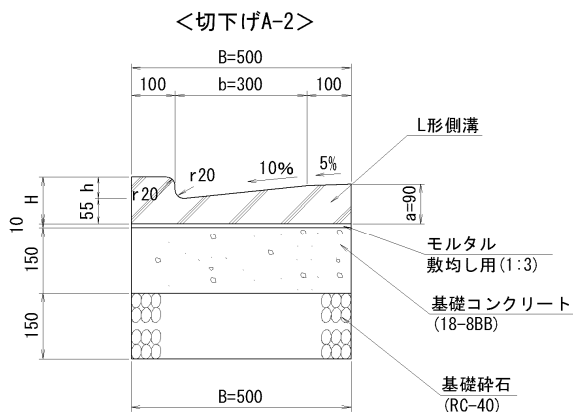 ＜切下げA-2＞
B=500
100
b=300
100
L形側溝
5%
10%
r20
r20
h
H
55
a=90
10
モルタル
敷均し用(1:3)
150
基礎コンクリート
(18-8BB)
150
基礎砕石
(RC-40)
B=500